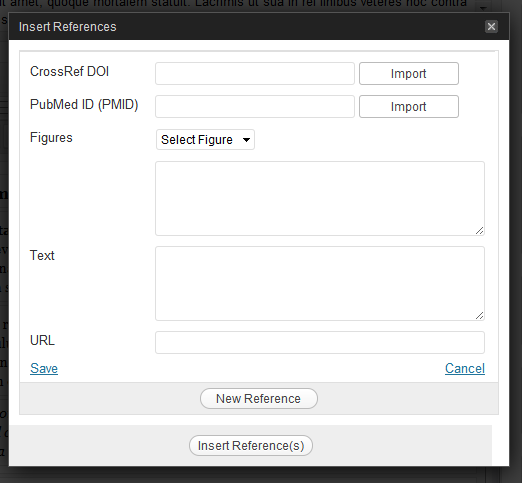 t amet, quoque mortalem statuit. Lacrimis ut sua in rei finibus veteres hoc contra
Insert References
CrossRef DOI
Import
PubMed ID (PMID)
Import
Figures
Select Figure
Text
URL
Save
Cancel
New Reference
Insert Reference(s)